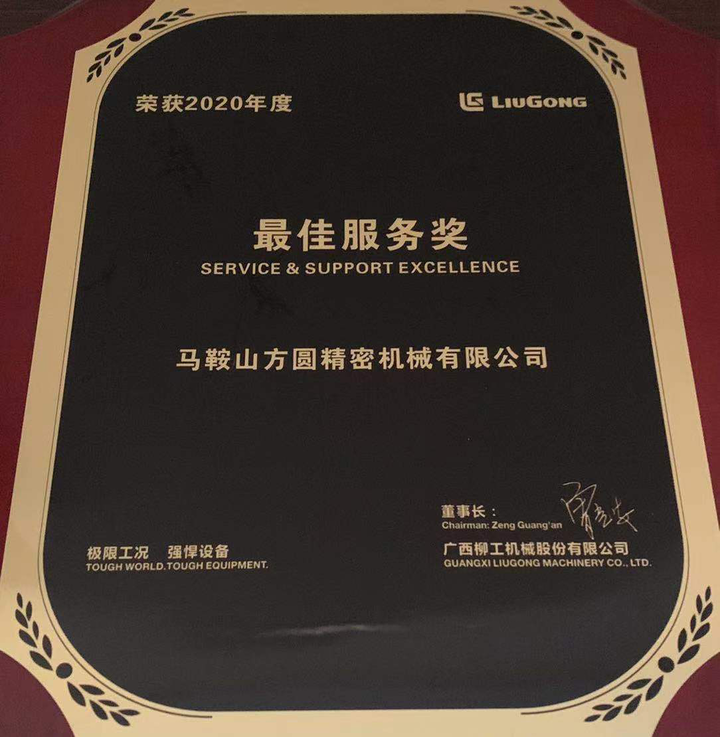 荣获2020年度
LIUGONG
最佳服务奖
SERVICE & SUPPORT EXCELLENCE
马鞍山方圆精密机械有限公司
董事长：
Chairman: Zeng Guang'an
极限工况 强悍设备
TOUGH WORLD.TOUGH EQUIPMENT.
广西柳工机械股份有限公司
GUANGXI LIUGONG MACHINERY CO., LTD.